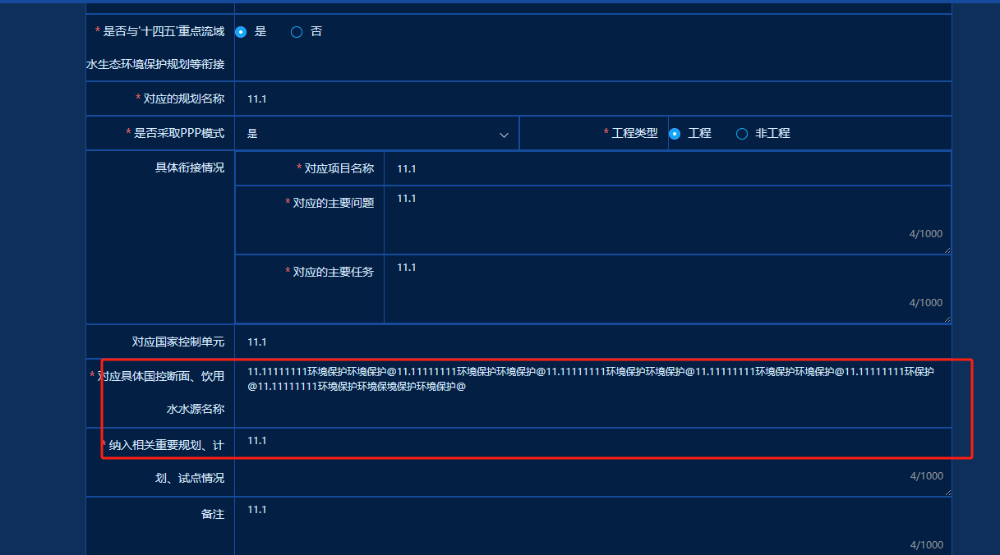 * 是否与'十四五'重点流域 是 否
水生态环境保护规划等衔接
* 对应的规划名称 11.1
* 是否采取PPP模式 是 * 工程类型 工程 非工程
具体衔接情况 * 对应项目名称 11.1
* 对应的主要问题 11.1
4/1000
* 对应的主要任务 11.1
4/1000
对应国家控制单元 11.1
* 对应具体国控断面、饮用
水水源名称
11.11111111环境保护环境保护@11.11111111环境保护环境保护@11.11111111环境保护环境保护@11.11111111环境保护环境保护@11.11111111环保护
@11.11111111环境保护环境保境保护环境保护@
* 纳入相关重要规划、计 11.1
划、试点情况 4/1000
备注 11.1
4/1000